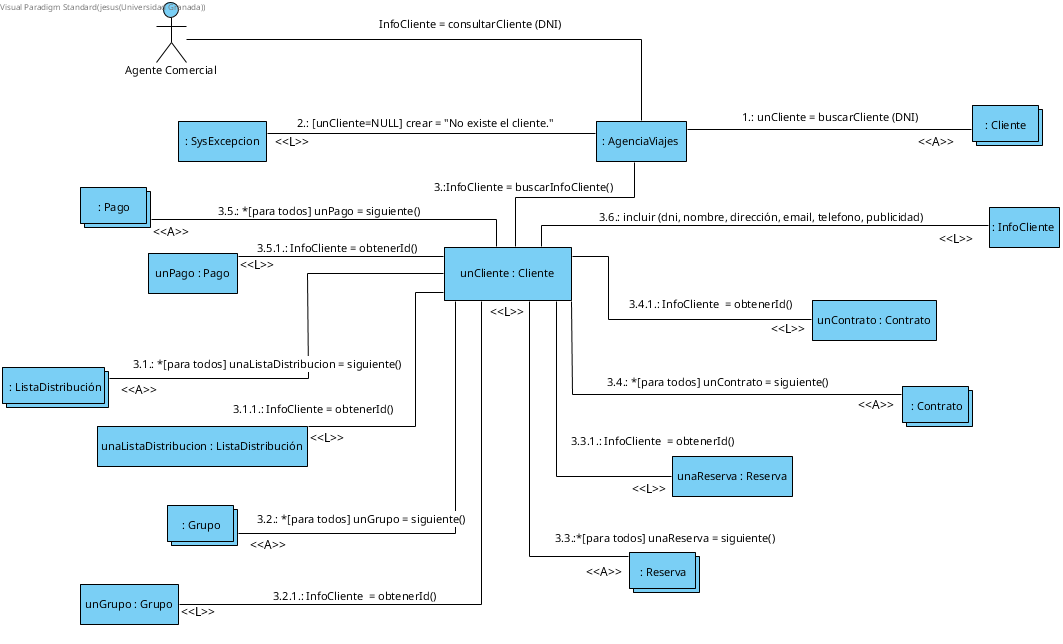 Visual Paradigm Standard(jesus(Universidad Granada))
InfoCliente = consultarCliente (DNI)
Agente Comercial
2.: [unCliente=NULL] crear = "No existe el cliente."
1.: unCliente = buscarCliente (DNI)
: Cliente
: SysExcepcion
<<L>>
: AgenciaViajes
<<A>>
3.:InfoCliente = buscarInfoCliente()
: Pago
3.5.: *[para todos] unPago = siguiente()
3.6.: incluir (dni, nombre, dirección, email, telefono, publicidad)
<<A>>
<<L>>
: InfoCliente
3.5.1.: InfoCliente = obtenerId()
<<L>>
unPago : Pago
unCliente : Cliente
<<L>>
3.4.1.: InfoCliente = obtenerId()
<<L>>
unContrato : Contrato
3.1.: *[para todos] unaListaDistribucion = siguiente()
: ListaDistribución
<<A>>
3.4.: *[para todos] unContrato = siguiente()
<<A>>
: Contrato
3.1.1.: InfoCliente = obtenerId()
<<L>>
unaListaDistribucion : ListaDistribución
3.3.1.: InfoCliente = obtenerId()
<<L>>
unaReserva : Reserva
3.2.: *[para todos] unGrupo = siguiente()
: Grupo
<<A>>
3.3.:*[para todos] unaReserva = siguiente()
<<A>>
: Reserva
3.2.1.: InfoCliente = obtenerId()
unGrupo : Grupo
<<L>>